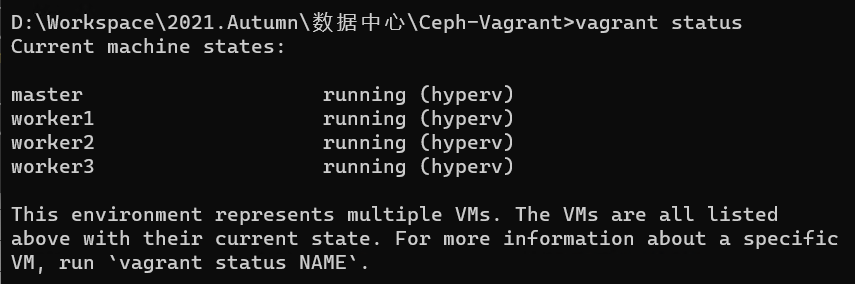 D:\Workspace\2021.Autumn\数据中心\Ceph-Vagrant>vagrant status
Current machine states:
master                    running (hyperv)
worker1                   running (hyperv)
worker2                   running (hyperv)
worker3                   running (hyperv)
This environment represents multiple VMs. The VMs are all listed
above with their current state. For more information about a specific
VM, run `vagrant status NAME`.